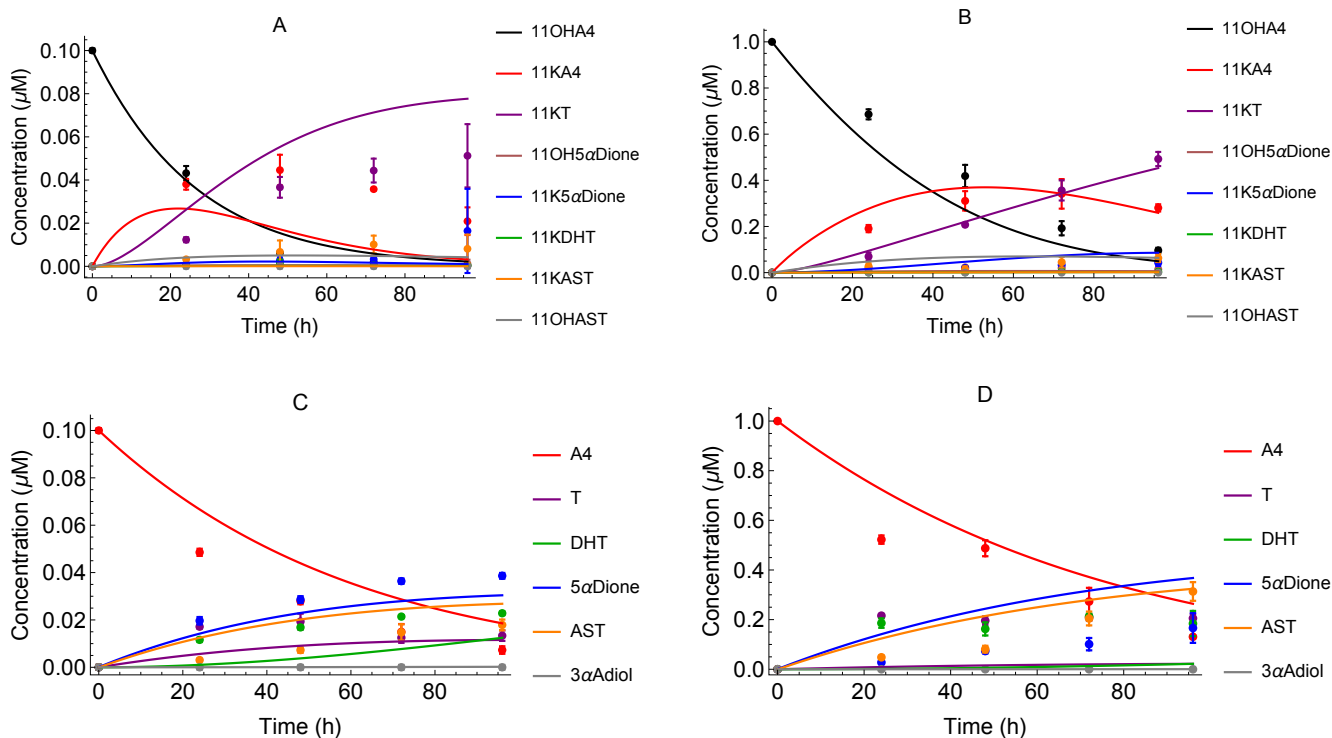 A
Concentration (μM)
0.10
0.08
0.06
0.04
0.02
0.00
0
20
40
60
80
Time (h)
11OHA4
11KA4
11KT
11OH5αDione
11K5αDione
11KDHT
11KAST
11OHAST
B
Concentration (μM)
1.0
0.8
0.6
0.4
0.2
0.0
0
20
40
60
80
Time (h)
11OHA4
11KA4
11KT
11OH5αDione
11K5αDione
11KDHT
11KAST
11OHAST
C
Concentration (μM)
0.10
0.08
0.06
0.04
0.02
0.00
0
20
40
60
80
Time (h)
A4
T
DHT
5αDione
AST
3αAdiol
D
Concentration (μM)
1.0
0.8
0.6
0.4
0.2
0.0
0
20
40
60
80
Time (h)
A4
T
DHT
5αDione
AST
3αAdiol